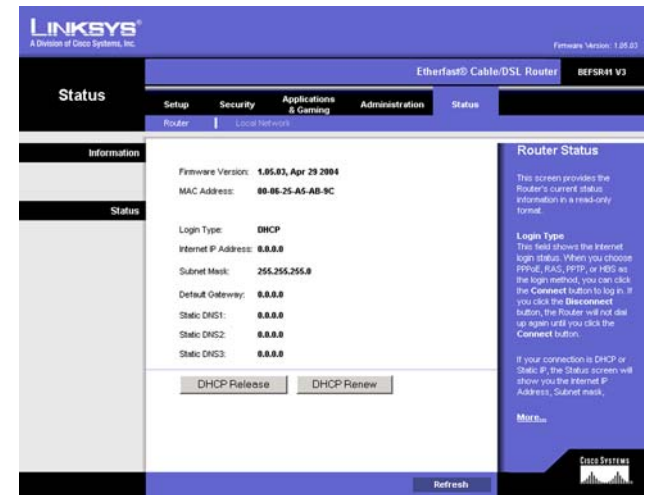 LINKSYS®
A Division of Cisco Systems, Inc.
Firmware Version: 1.05.03
Etherfast® Cable/DSL Router
BEFSR41 V3
Status
Setup
Security
Applications
& Gaming
Administration
Status
Router
Local Network
Information
Firmware Version: 1.05.03, Apr 29 2004
MAC Address: 00-06-25-A5-AB-9C
Status
Login Type: DHCP
Internet IP Address: 0.0.0.0
Subnet Mask: 255.255.255.0
Default Gateway: 0.0.0.0
Static DNS1: 0.0.0.0
Static DNS2: 0.0.0.0
Static DNS3: 0.0.0.0
DHCP Release
DHCP Renew
Router Status
This screen provides the
Router's current status
information in a read-only
format.
Login Type
This field shows the Internet
login status. When you choose
PPPoE, RAS, PPTP, or HBS as
the login method, you can click
the Connect button to log in. If
you click the Disconnect
button, the Router will not dial
up again until you click the
Connect button.
If your connection is DHCP or
Static IP, the Status screen will
show you the Internet IP
Address, Subnet mask,
More...
Refresh
CISCO SYSTEMS